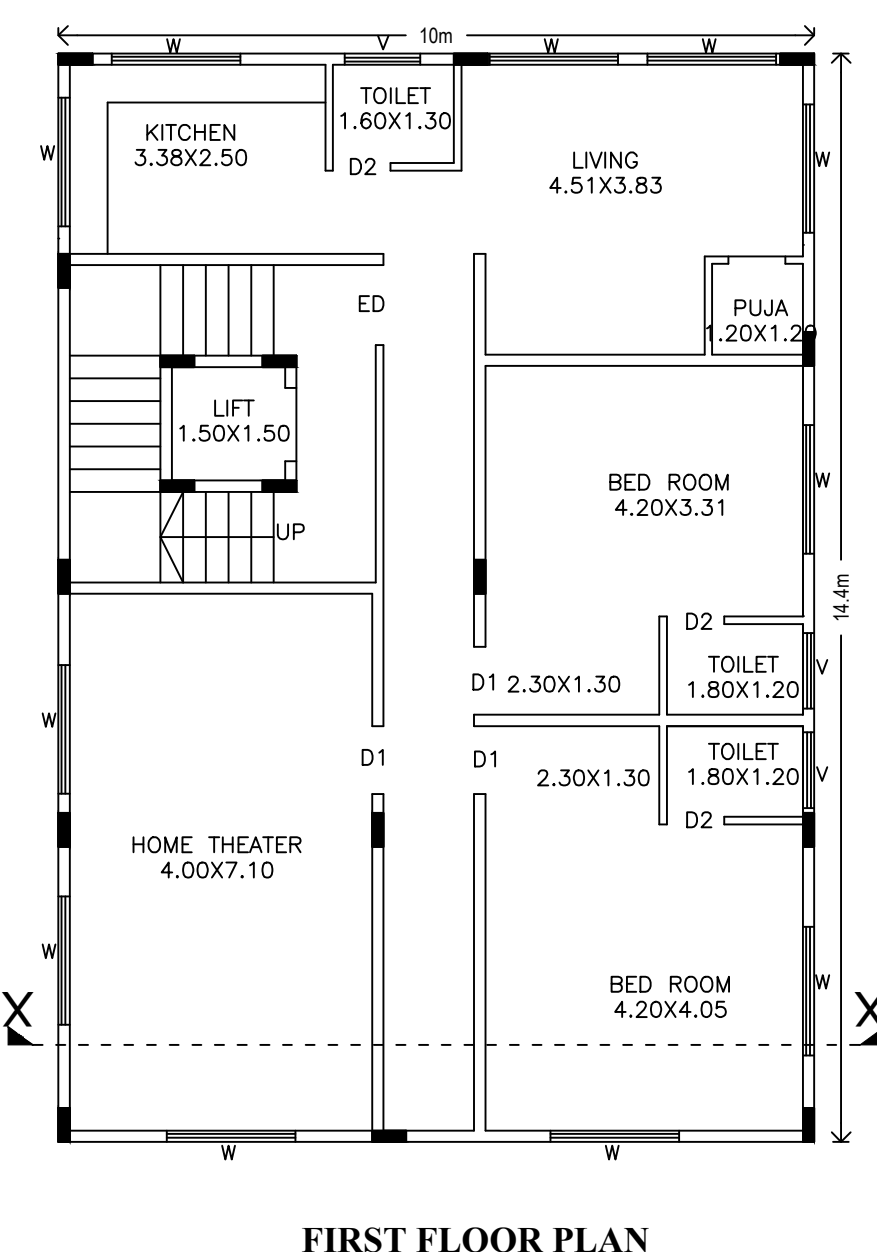 10m
W
V
W
W
TOILET
1.60X1.30
KITCHEN
3.38X2.50
W
D2
LIVING
4.51X3.83
W
ED
PUJA
1.20X1.20
LIFT
1.50X1.50
BED ROOM
4.20X3.31
W
UP
14.4m
D2
TOILET
1.80X1.20
V
D1
2.30X1.30
W
D1
D1
TOILET
1.80X1.20
V
2.30X1.30
D2
HOME THEATER
4.00X7.10
W
BED ROOM
4.20X4.05
W
X
X
W
W
FIRST FLOOR PLAN